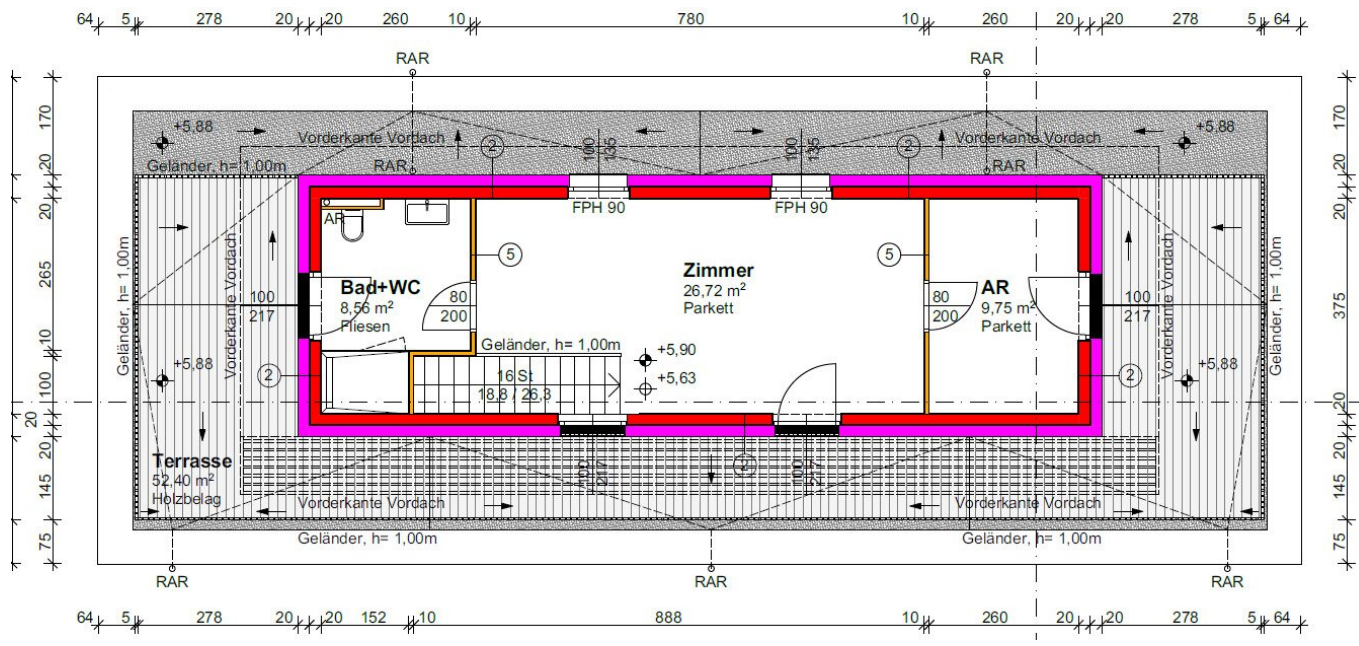 64 5 278 20 20 260 10 780 10 260 20 20 278 5 64
RAR RAR
+5.88 Vorderkante Vordach Vorderkante Vordach +5.88
2 100 135 100 135 2
Geländer, h= 1,00m RAR RAR
FPH 90 FPH 90
AR
5 5
Zimmer
26,72 m²
Parkett
Bad+WC
8,56 m²
Fliesen
AR
9,75 m²
Parkett
100 80 80 100
217 200 200 217
Geländer, h= 1,00m
Vorderkante Vordach
Vorderkante Vordach
Geländer, h= 1,00m
Geländer, h= 1,00m
+5,90
+5,88 +5,88
+5,63
2 2
16 St
18,8 / 26,3
Terrasse
52,40 m²
Holzbelag
100 217 2 100 217
Vorderkante Vordach Vorderkante Vordach
Geländer, h= 1,00m Geländer, h= 1,00m
RAR RAR RAR
170
20
20
265
10
100
20
20
145
75
170
20
20
375
20
20
145
75
64 5 278 20 20 152 10 888 10 260 20 20 278 5 64